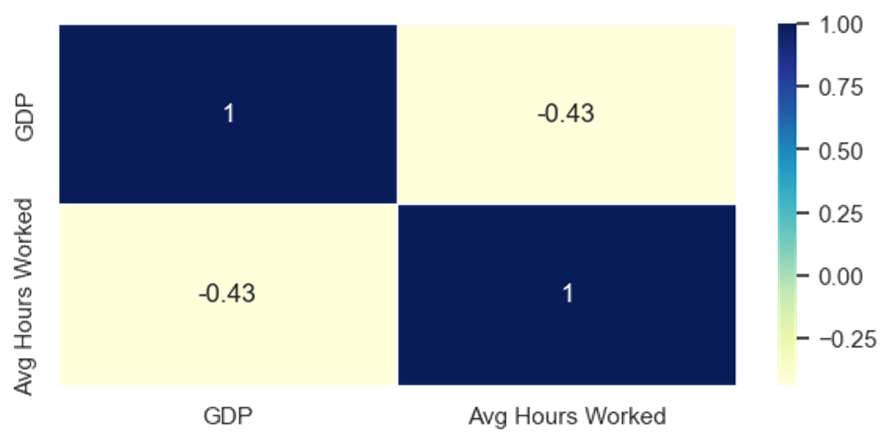 GDP
1
-0.43
Avg Hours Worked
-0.43
1
GDP
Avg Hours Worked
1.00
0.75
0.50
0.25
0.00
−0.25